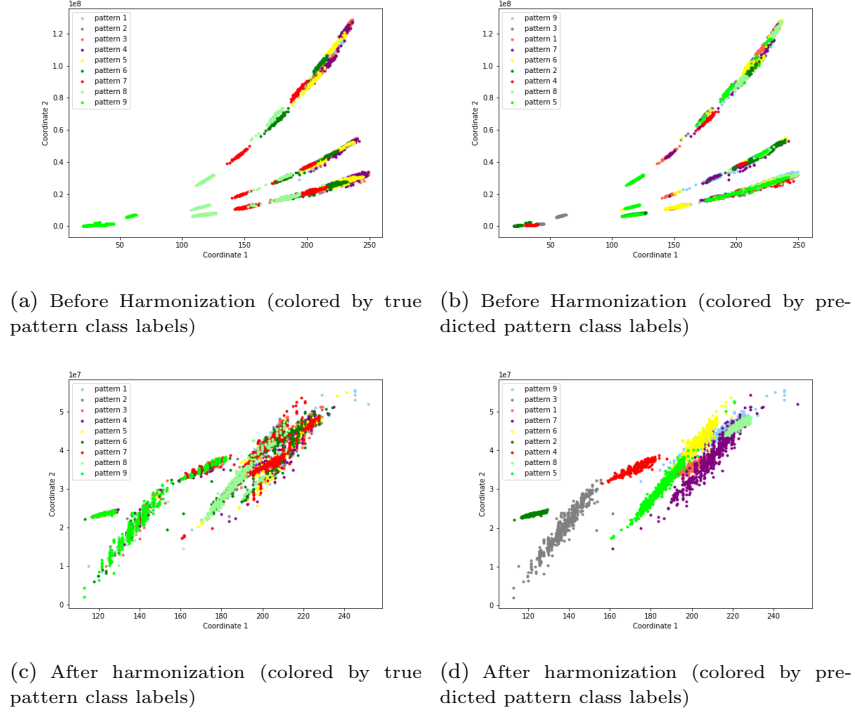 1e8
pattern 1
pattern 2
pattern 3
pattern 4
pattern 5
pattern 6
pattern 7
pattern 8
pattern 9
1.2
1.0
0.8
0.6
0.4
0.2
0.0
Coordinate 2
50
100
150
200
250
Coordinate 1
(a) Before Harmonization (colored by true
pattern class labels)
1e8
pattern 9
pattern 3
pattern 1
pattern 7
pattern 6
pattern 2
pattern 4
pattern 8
pattern 5
1.2
1.0
0.8
0.6
0.4
0.2
0.0
Coordinate 2
50
100
150
200
250
Coordinate 1
(b) Before Harmonization (colored by pre-
dicted pattern class labels)
1e7
pattern 1
pattern 2
pattern 3
pattern 4
pattern 5
pattern 6
pattern 7
pattern 8
pattern 9
5
4
3
2
1
0
Coordinate 2
120
140
160
180
200
220
240
Coordinate 1
(c) After harmonization (colored by true
pattern class labels)
1e7
pattern 9
pattern 3
pattern 1
pattern 7
pattern 6
pattern 2
pattern 4
pattern 8
pattern 5
5
4
3
2
1
0
Coordinate 2
120
140
160
180
200
220
240
Coordinate 1
(d) After harmonization (colored by pre-
dicted pattern class labels)